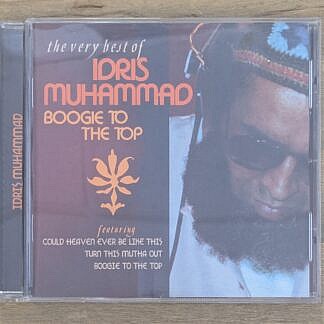 the very best of
IDRIS
MUHAMMAD
BOOGIE TO
THE TOP
featuring
COULD HEAVEN EVER BE LIKE THIS
TURN THIS MUTHA OUT
BOOGIE TO THE TOP
IDRIS MUHAMMAD